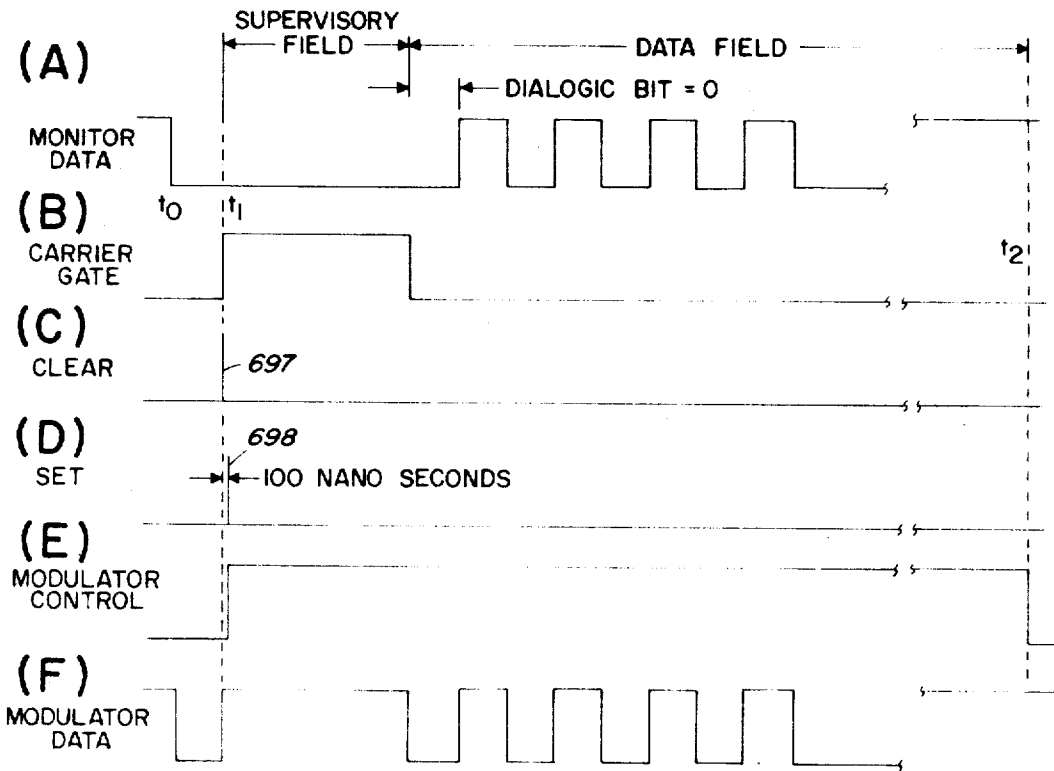 SUPERVISORY
FIELD
DATA FIELD
(A)
DIALOGIC BIT = 0
MONITOR
DATA
t0
t1
(B)
CARRIER
GATE
t2
(C)
CLEAR
697
(D)
698
SET
100 NANO SECONDS
(E)
MODULATOR
CONTROL
(F)
MODULATOR
DATA